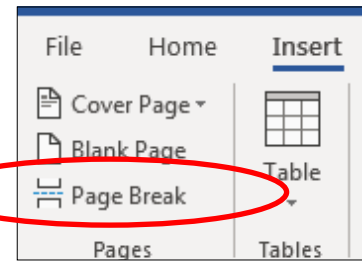 File Home Insert
Cover Page
Blank Page
Page Break
Table
Pages Tables